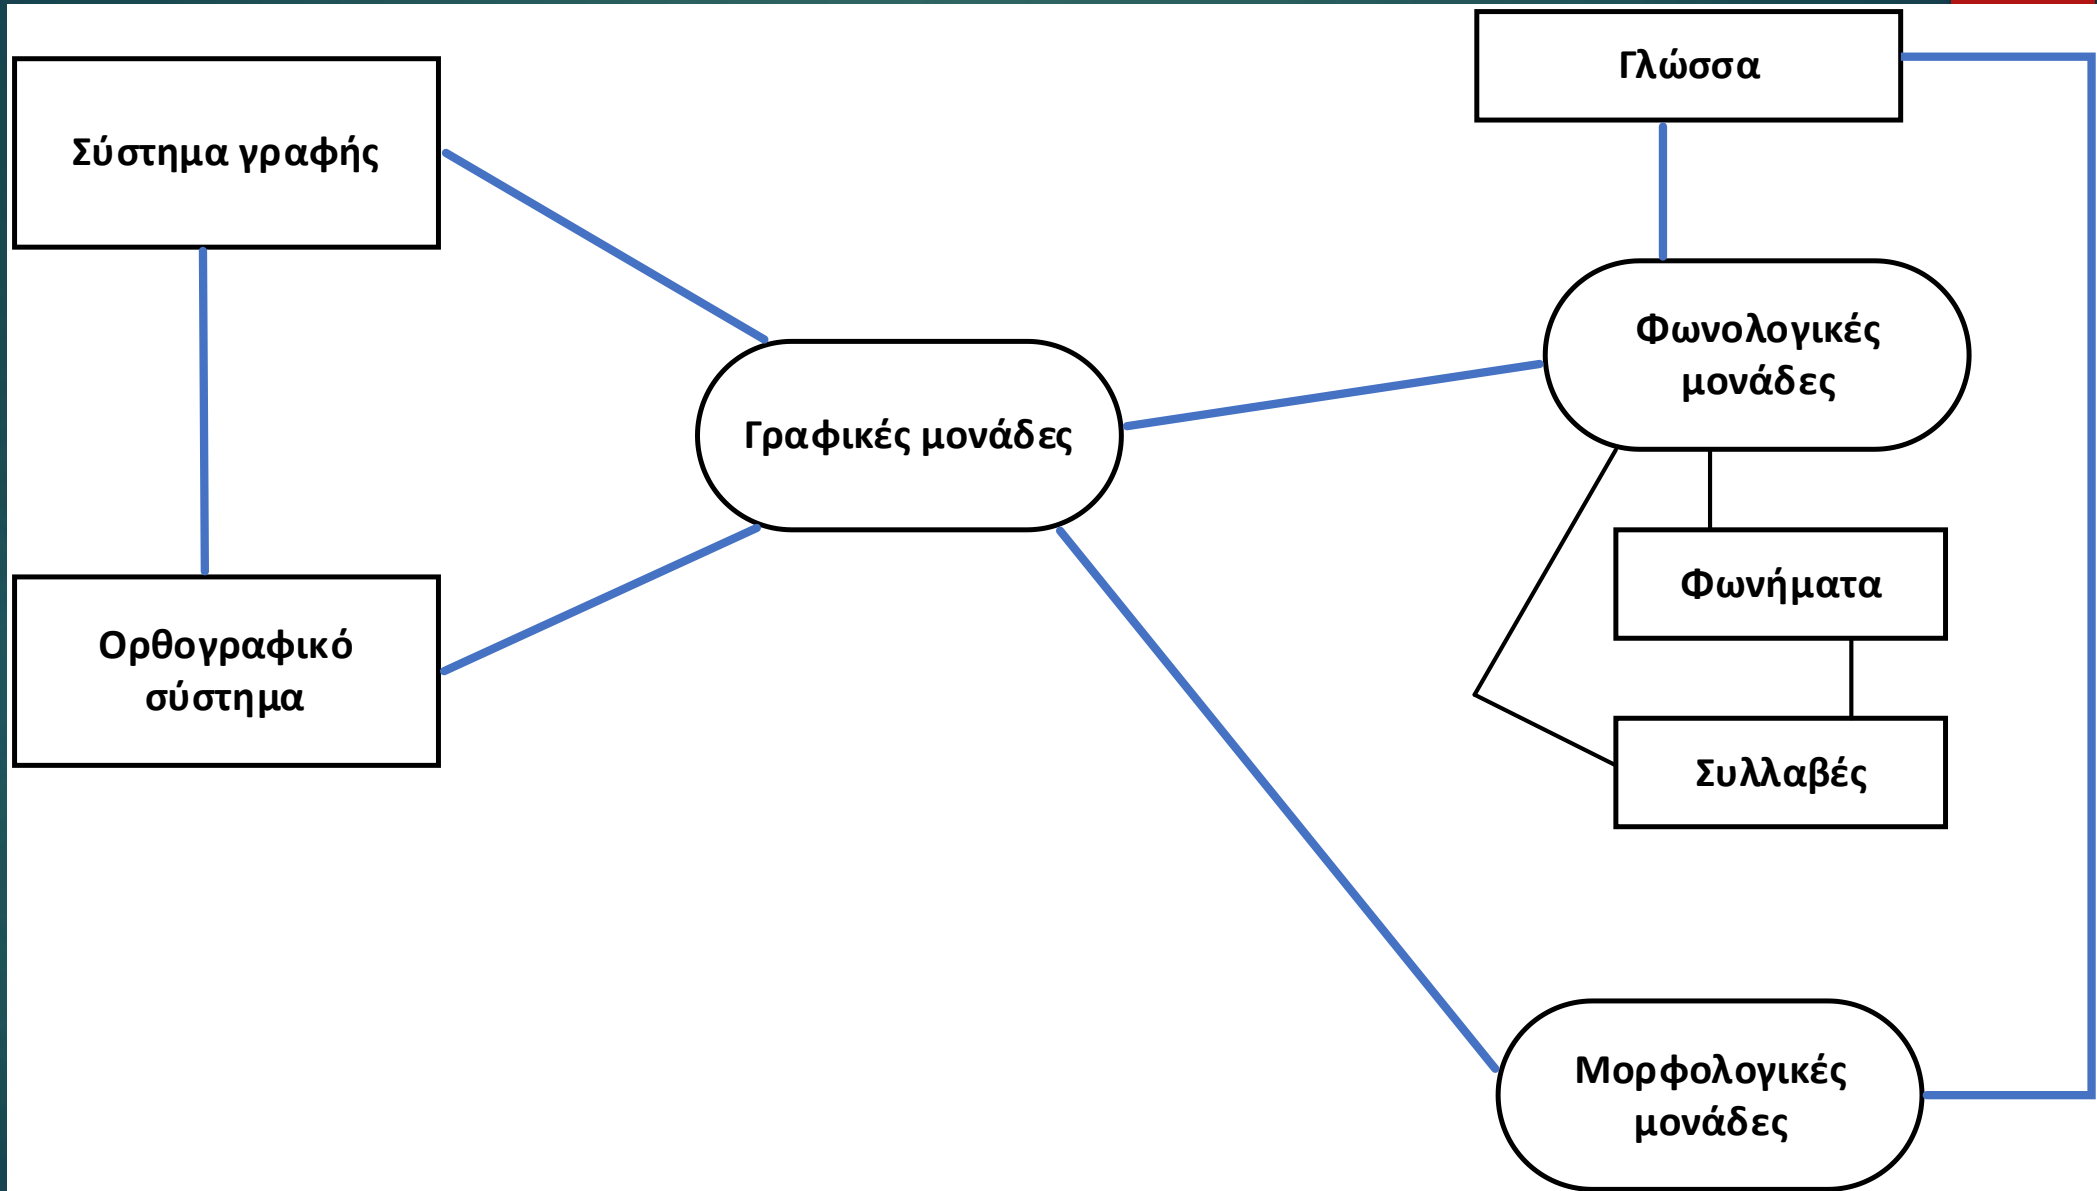 Γλώσσα
Σύστημα γραφής
Φωνολογικές
μονάδες
Γραφικές μονάδες
Φωνήματα
Ορθογραφικό
σύστημα
Συλλαβές
Μορφολογικές
μονάδες